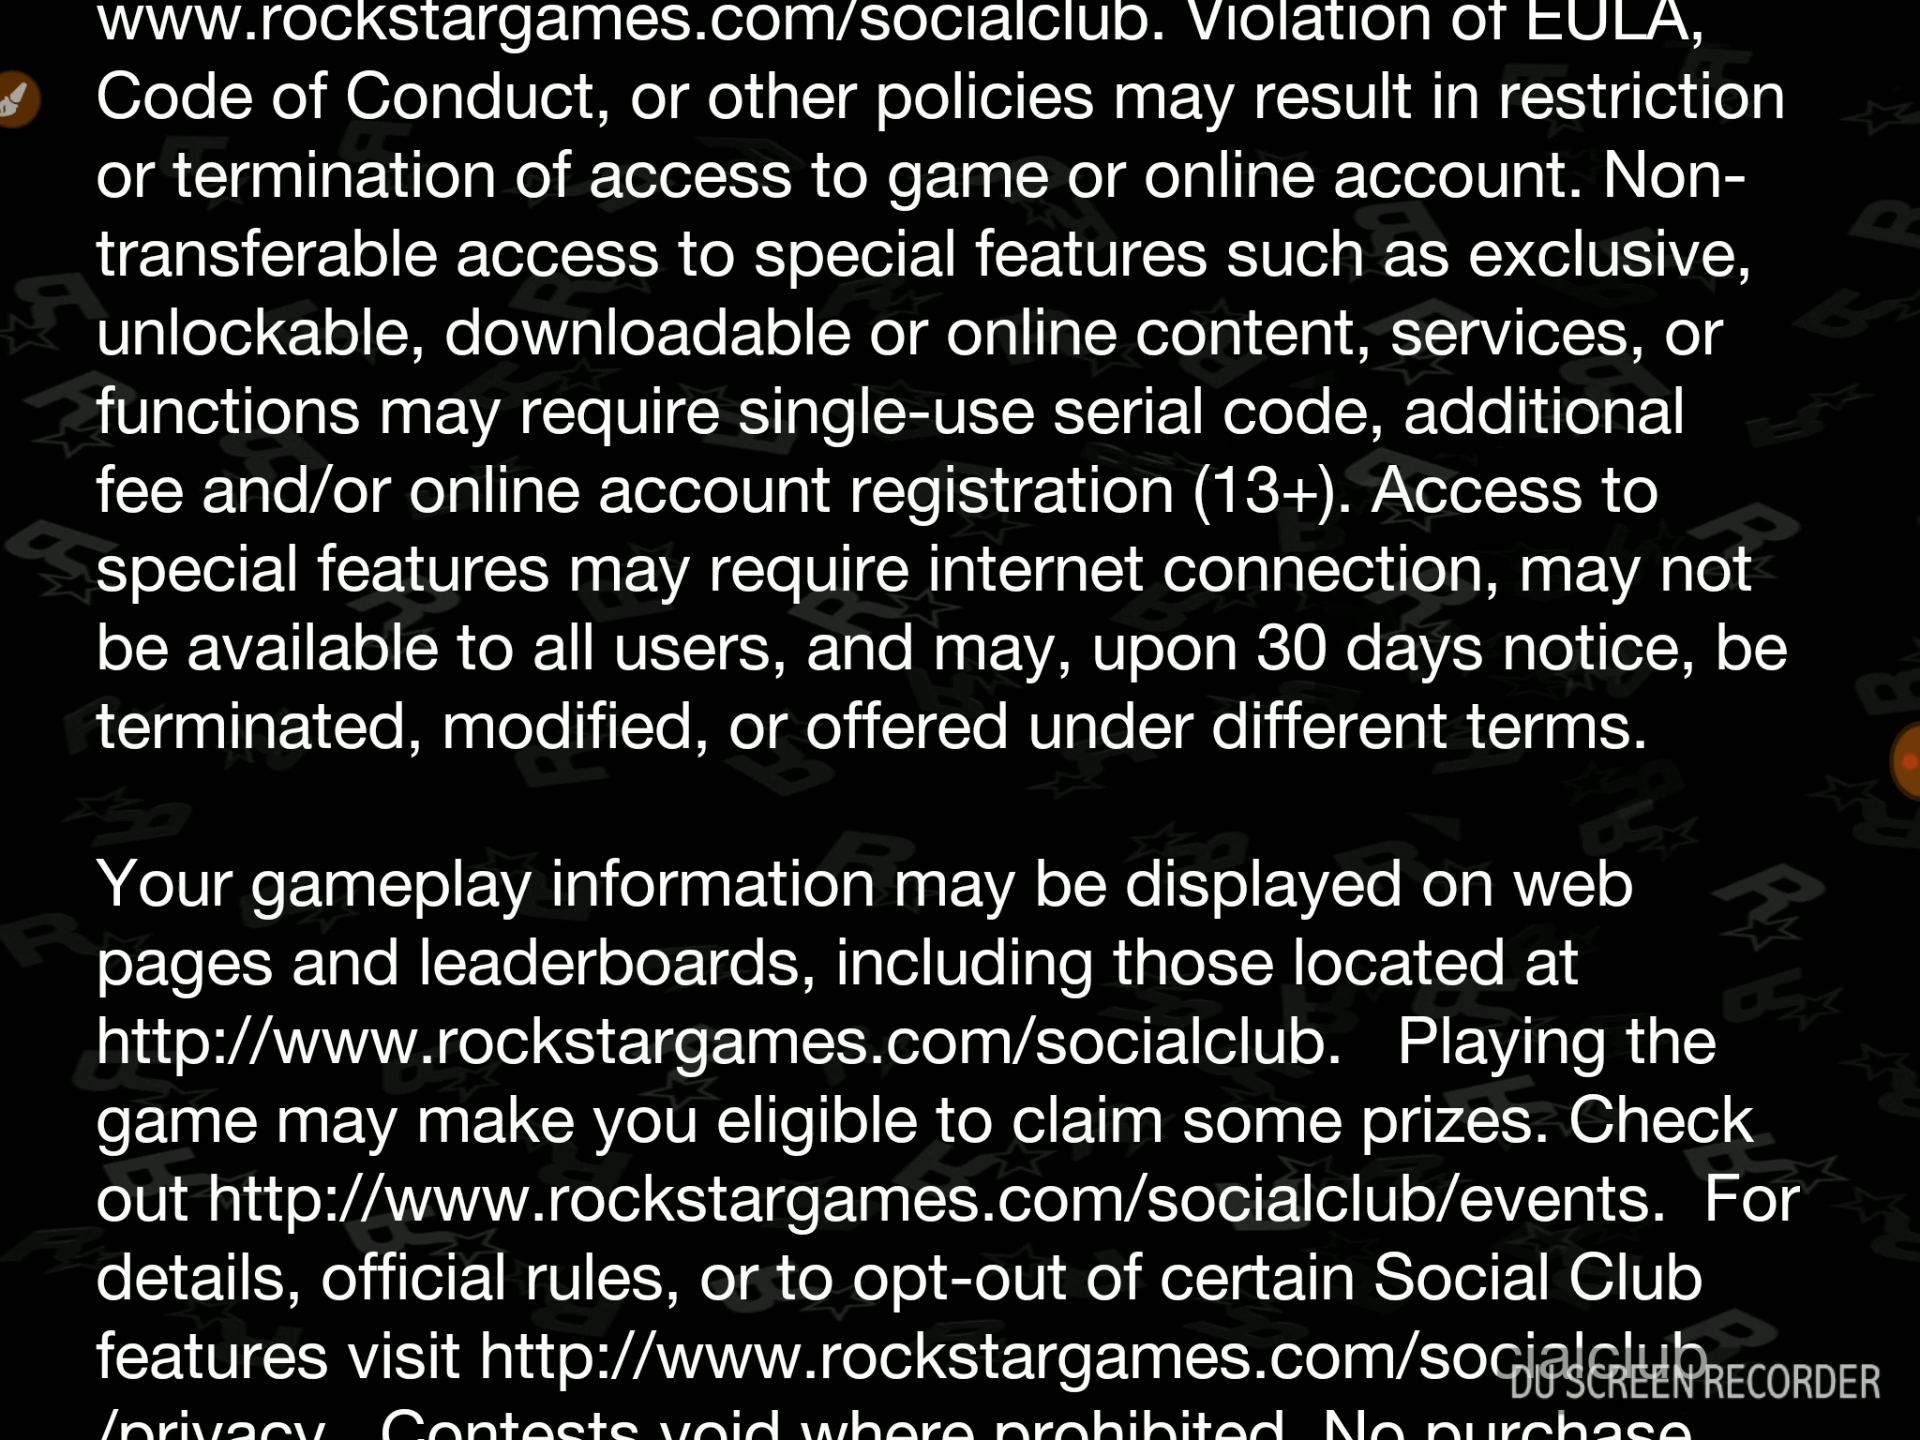 www.rockstargames.com/socialclub. Violation of EULA,
Code of Conduct, or other policies may result in restriction
or termination of access to game or online account. Non-
transferable access to special features such as exclusive,
unlockable, downloadable or online content, services, or
functions may require single-use serial code, additional
fee and/or online account registration (13+). Access to
special features may require internet connection, may not
be available to all users, and may, upon 30 days notice, be
terminated, modified, or offered under different terms.
Your gameplay information may be displayed on web
pages and leaderboards, including those located at
http://www.rockstargames.com/socialclub.   Playing the
game may make you eligible to claim some prizes. Check
out http://www.rockstargames.com/socialclub/events.  For
details, official rules, or to opt-out of certain Social Club
features visit http://www.rockstargames.com/socialclub
/privacy.   Contests void where prohibited. No purchase
DU SCREEN RECORDER